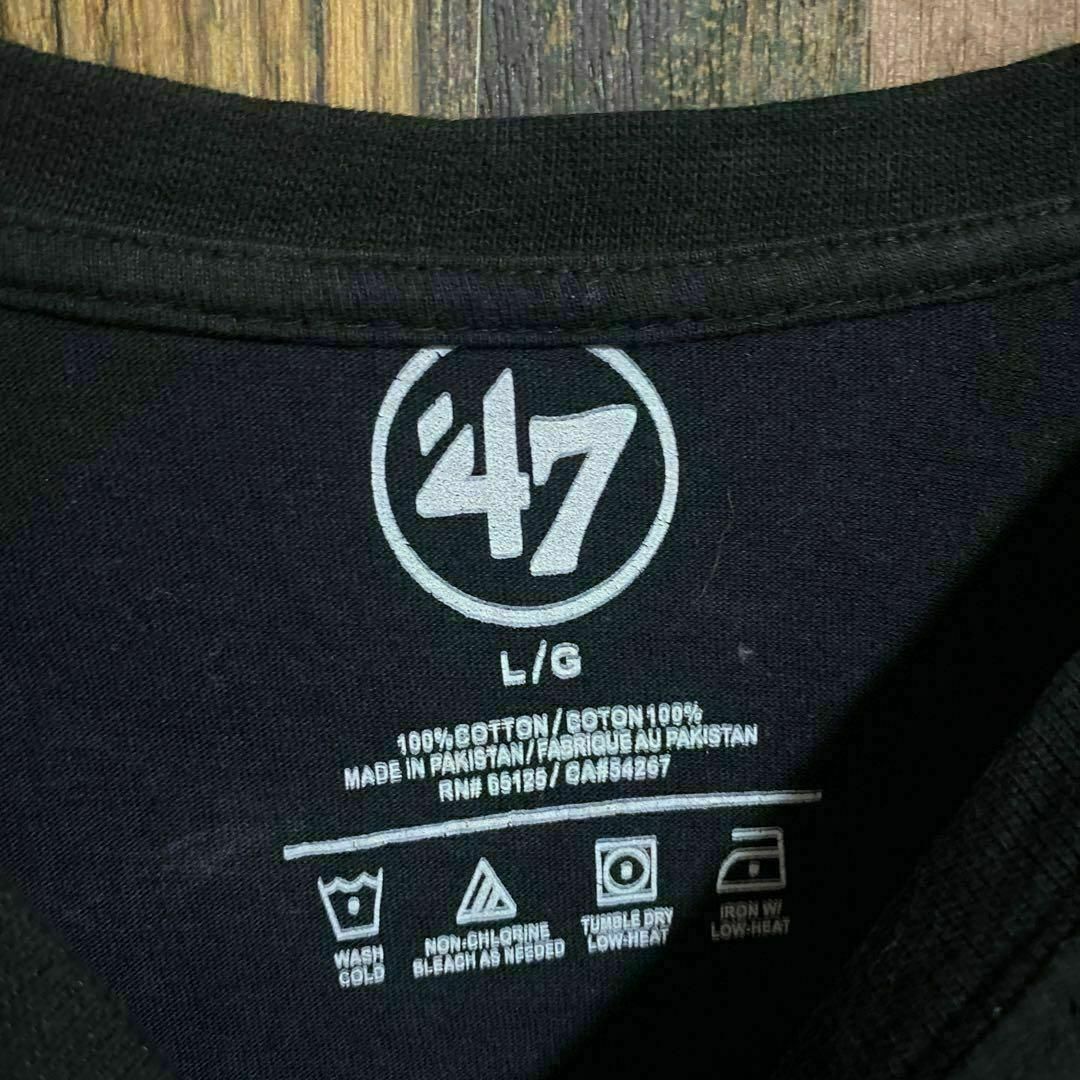 '47
L/G
100% COTTON / COTON 100%
MADE IN PAKISTAN / FABRIQUE AU PAKISTAN
RN# 65125 / CA#54267
WASH COLD
NON-CHLORINE BLEACH AS NEEDED
TUMBLE DRY LOW-HEAT
IRON W/ LOW-HEAT